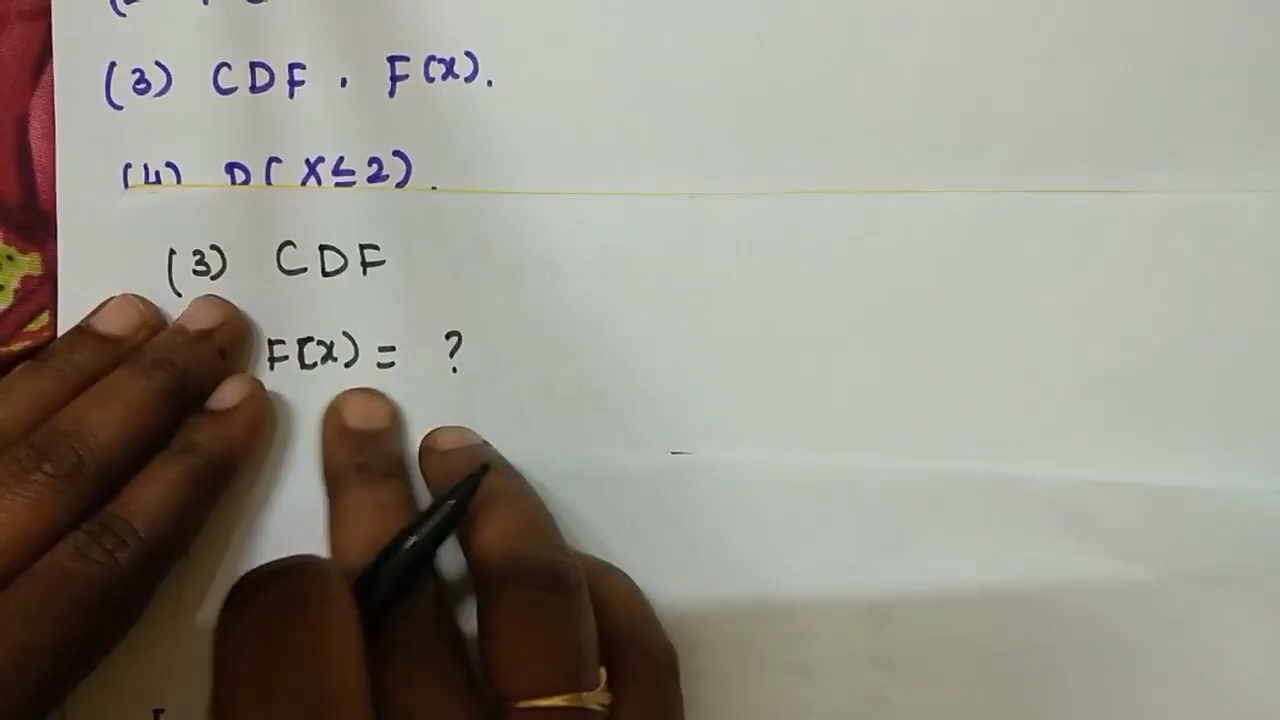 (3) CDF . F(x).
(4) P(X≤2).
(3) CDF
F(x) = ?